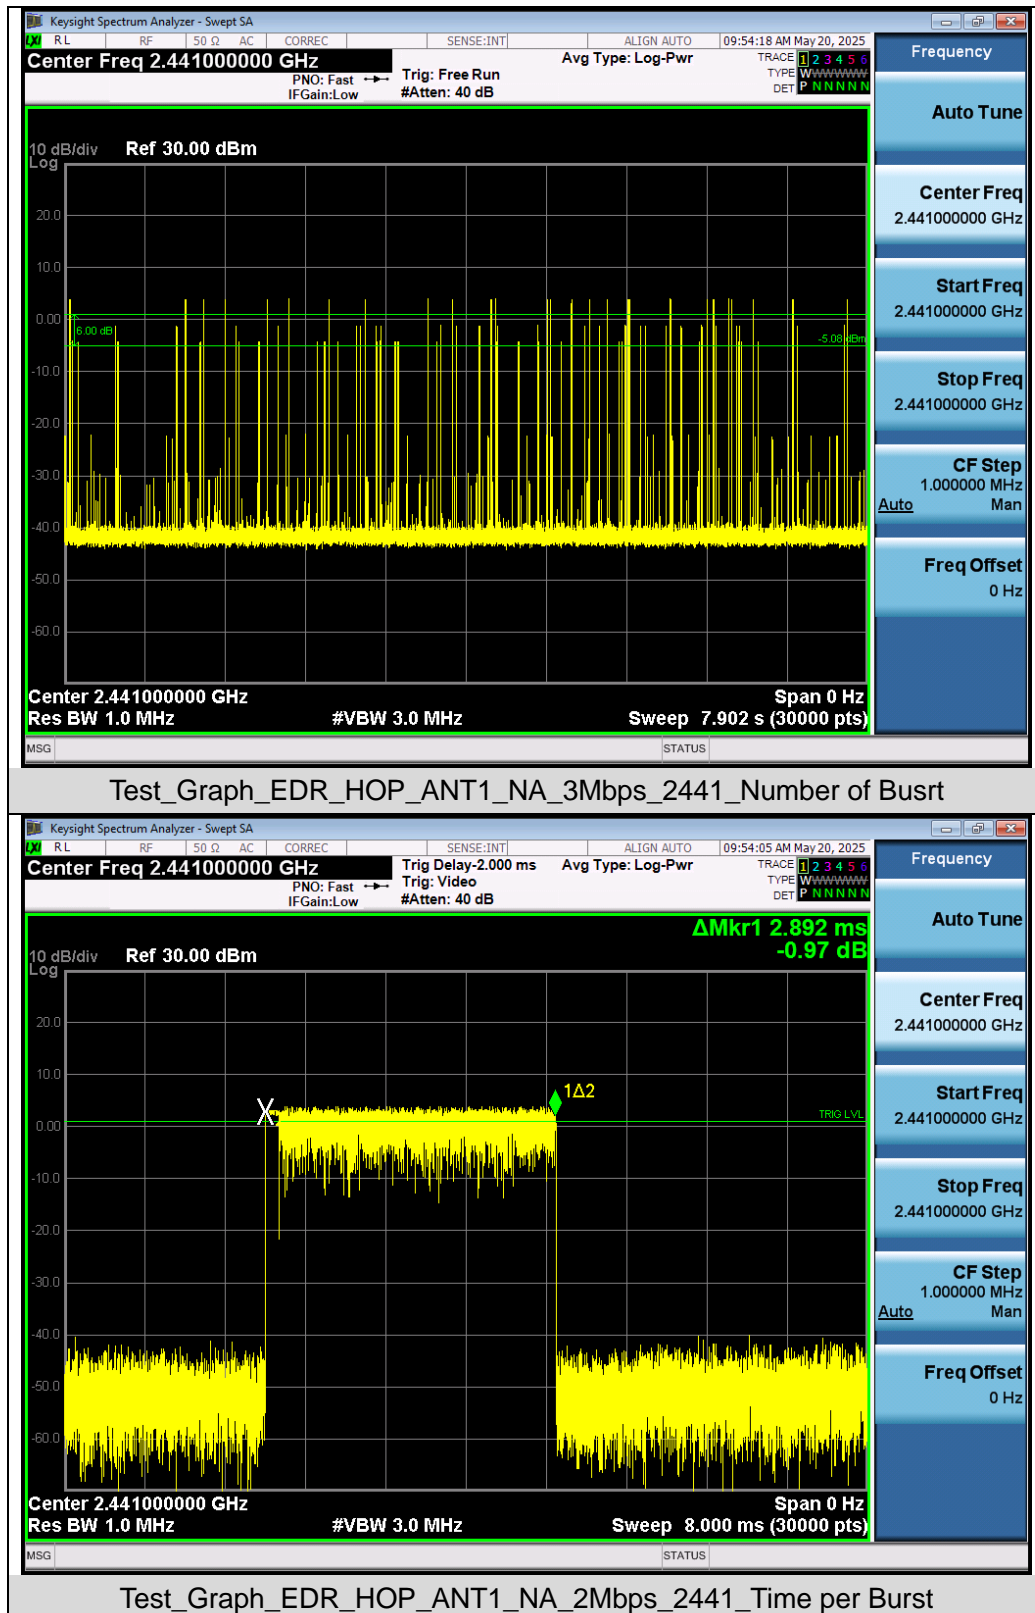 Keysight Spectrum Analyzer - Swept SA
LXI RL RF 50 Ω AC CORREC SENSE:INT ALIGN AUTO 09:54:18 AM May 20, 2025
Center Freq 2.441000000 GHz Avg Type: Log-Pwr TRACE 1 2 3 4 5 6
PNO: Fast Trig: Free Run TYPE WWWWWW
IFGain:Low #Atten: 40 dB DET P N N N N N
Frequency
Auto Tune
Center Freq
2.441000000 GHz
Start Freq
2.441000000 GHz
Stop Freq
2.441000000 GHz
CF Step
1.000000 MHz
Auto Man
Freq Offset
0 Hz
10 dB/div Ref 30.00 dBm
Log
20.0
10.0
0.00
6.00 dB
-5.08 dBm
-10.0
-20.0
-30.0
-40.0
-50.0
-60.0
Center 2.441000000 GHz Span 0 Hz
Res BW 1.0 MHz #VBW 3.0 MHz Sweep 7.902 s (30000 pts)
MSG STATUS
Test_Graph_EDR_HOP_ANT1_NA_3Mbps_2441_Number of Busrt
Keysight Spectrum Analyzer - Swept SA
LXI RL RF 50 Ω AC CORREC SENSE:INT ALIGN AUTO 09:54:05 AM May 20, 2025
Center Freq 2.441000000 GHz Trig Delay-2.000 ms Avg Type: Log-Pwr TRACE 1 2 3 4 5 6
PNO: Fast Trig: Video TYPE WWWWWW
IFGain:Low #Atten: 40 dB DET P N N N N N
Frequency
Auto Tune
Center Freq
2.441000000 GHz
Start Freq
2.441000000 GHz
Stop Freq
2.441000000 GHz
CF Step
1.000000 MHz
Auto Man
Freq Offset
0 Hz
ΔMkr1 2.892 ms
-0.97 dB
10 dB/div Ref 30.00 dBm
Log
20.0
10.0
1Δ2
TRIG LVL
0.00
-10.0
-20.0
-30.0
-40.0
-50.0
-60.0
Center 2.441000000 GHz Span 0 Hz
Res BW 1.0 MHz #VBW 3.0 MHz Sweep 8.000 ms (30000 pts)
MSG STATUS
Test_Graph_EDR_HOP_ANT1_NA_2Mbps_2441_Time per Burst